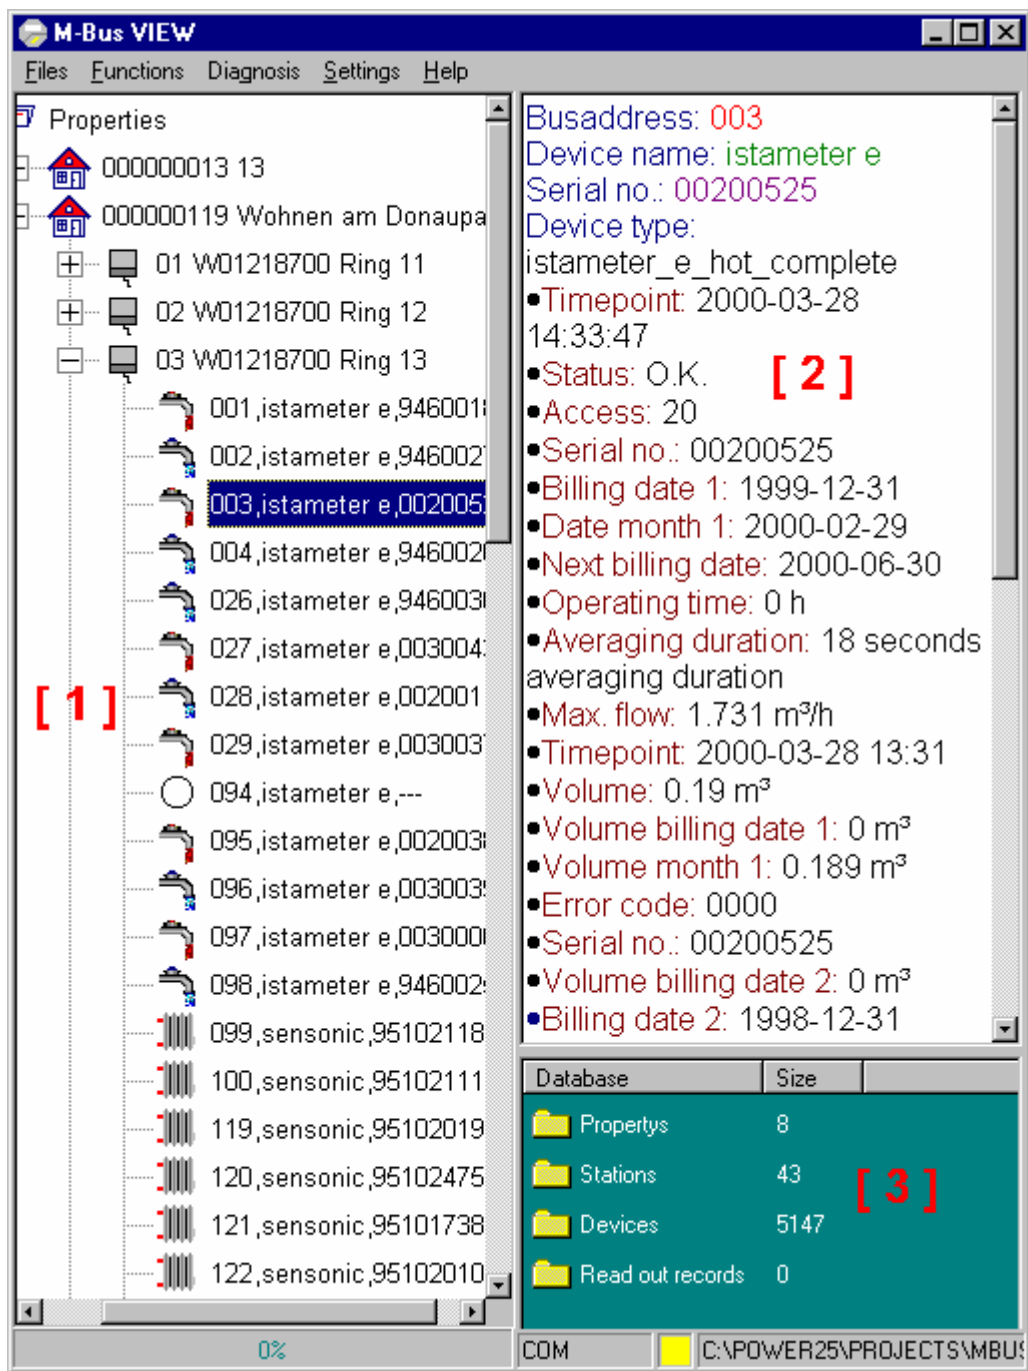 M-Bus VIEW
Files Functions Diagnosis Settings Help
Properties
000000013 13
000000119 Wohnen am Donaupa
01 W01218700 Ring 11
02 W01218700 Ring 12
03 W01218700 Ring 13
001,istameter e,946001
002,istameter e,946002
003,istameter e,002005
004,istameter e,946002
026,istameter e,946003
027,istameter e,003004
[ 1 ]
028,istameter e,002001
029,istameter e,003003
094,istameter e,---
095,istameter e,002003
096,istameter e,003003
097,istameter e,003000
098,istameter e,946002
099,sensonic,95102118
100,sensonic,95102111
119,sensonic,95102019
120,sensonic,95102475
121,sensonic,95101738
122,sensonic,95102010
0%
Busaddress: 003
Device name: istameter e
Serial no.: 00200525
Device type:
istameter_e_hot_complete
●Timepoint: 2000-03-28
14:33:47
●Status: O.K.
[ 2 ]
●Access: 20
●Serial no.: 00200525
●Billing date 1: 1999-12-31
●Date month 1: 2000-02-29
●Next billing date: 2000-06-30
●Operating time: 0 h
●Averaging duration: 18 seconds
averaging duration
●Max. flow: 1.731 m³/h
●Timepoint: 2000-03-28 13:31
●Volume: 0.19 m³
●Volume billing date 1: 0 m³
●Volume month 1: 0.189 m³
●Error code: 0000
●Serial no.: 00200525
●Volume billing date 2: 0 m³
●Billing date 2: 1998-12-31
Database Size
Propertys 8
Stations 43
[ 3 ]
Devices 5147
Read out records 0
COM C:\POWER25\PROJECTS\MBUS